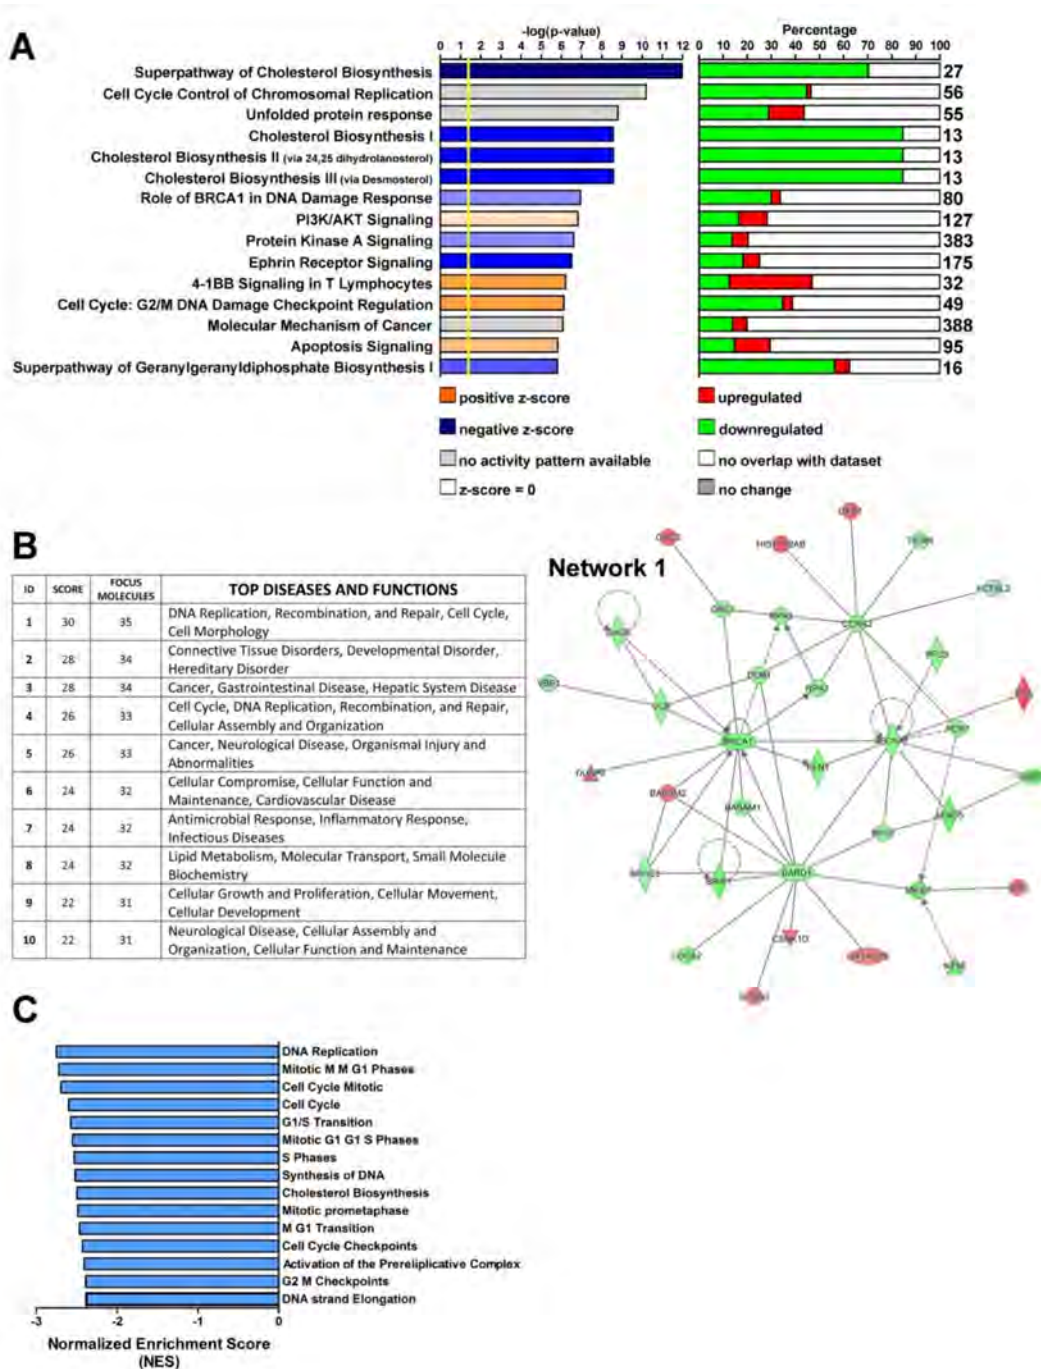 A
-log(p-value)
Percentage
0 1 2 3 4 5 6 7 8 9 10 11 12
0 10 20 30 40 50 60 70 80 90 100
Superpathway of Cholesterol Biosynthesis 27
Cell Cycle Control of Chromosomal Replication 56
Unfolded protein response 55
Cholesterol Biosynthesis I 13
Cholesterol Biosynthesis II (via 24,25 dihydrolanosterol) 13
Cholesterol Biosynthesis III (via Desmosterol) 13
Role of BRCA1 in DNA Damage Response 80
PI3K/AKT Signaling 127
Protein Kinase A Signaling 383
Ephrin Receptor Signaling 175
4-1BB Signaling in T Lymphocytes 32
Cell Cycle: G2/M DNA Damage Checkpoint Regulation 49
Molecular Mechanism of Cancer 388
Apoptosis Signaling 95
Superpathway of Geranylgeranyldiphosphate Biosynthesis I 16
positive z-score
negative z-score
no activity pattern available
z-score = 0
upregulated
downregulated
no overlap with dataset
no change
B
ID SCORE FOCUS MOLECULES TOP DISEASES AND FUNCTIONS
1 30 35 DNA Replication, Recombination, and Repair, Cell Cycle,
Cell Morphology
2 28 34 Connective Tissue Disorders, Developmental Disorder,
Hereditary Disorder
3 28 34 Cancer, Gastrointestinal Disease, Hepatic System Disease
4 26 33 Cell Cycle, DNA Replication, Recombination, and Repair,
Cellular Assembly and Organization
5 26 33 Cancer, Neurological Disease, Organismal Injury and
Abnormalities
6 24 32 Cellular Compromise, Cellular Function and
Maintenance, Cardiovascular Disease
7 24 32 Antimicrobial Response, Inflammatory Response,
Infectious Diseases
8 24 32 Lipid Metabolism, Molecular Transport, Small Molecule
Biochemistry
9 22 31 Cellular Growth and Proliferation, Cellular Movement,
Cellular Development
10 22 31 Neurological Disease, Cellular Assembly and
Organization, Cellular Function and Maintenance
Network 1
BRCA1
BABAM1
BARD1
C
DNA Replication
Mitotic M M G1 Phases
Cell Cycle Mitotic
Cell Cycle
G1/S Transition
Mitotic G1 G1 S Phases
S Phases
Synthesis of DNA
Cholesterol Biosynthesis
Mitotic prometaphase
M G1 Transition
Cell Cycle Checkpoints
Activation of the Prereliplicative Complex
G2 M Checkpoints
DNA strand Elongation
-3 -2 -1 0
Normalized Enrichment Score
(NES)